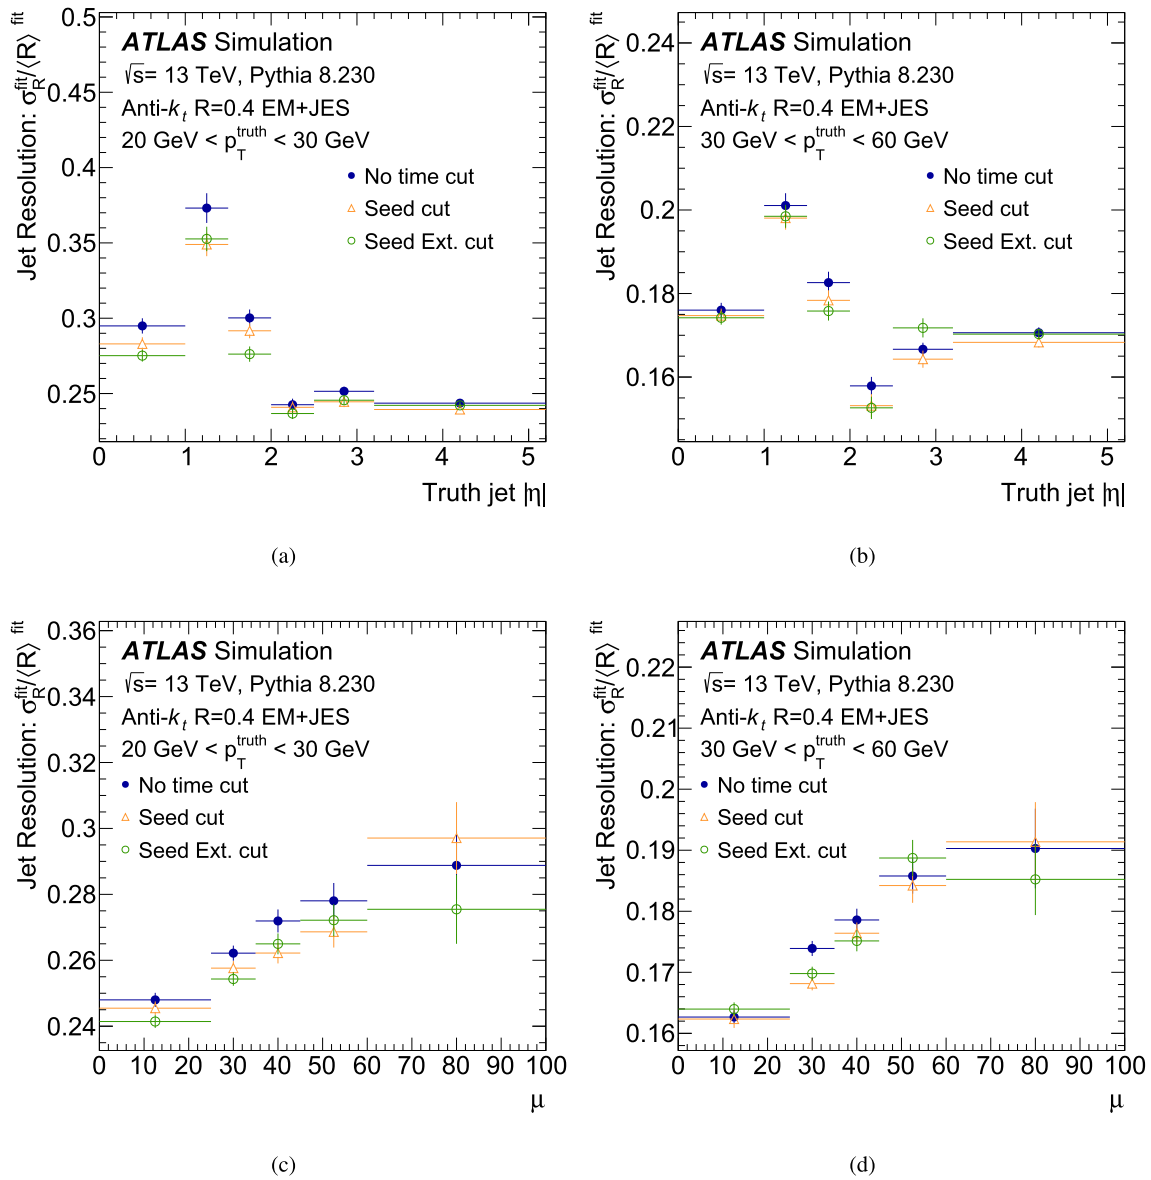 Jet Resolution: σ_R^fit/⟨R⟩^fit
ATLAS Simulation
√s= 13 TeV, Pythia 8.230
Anti-k_t R=0.4 EM+JES
20 GeV < p_T^truth < 30 GeV
No time cut
Seed cut
Seed Ext. cut
0.5
0.45
0.4
0.35
0.3
0.25
0 1 2 3 4 5
Truth jet |η|
(a)
Jet Resolution: σ_R^fit/⟨R⟩^fit
ATLAS Simulation
√s= 13 TeV, Pythia 8.230
Anti-k_t R=0.4 EM+JES
30 GeV < p_T^truth < 60 GeV
No time cut
Seed cut
Seed Ext. cut
0.24
0.22
0.2
0.18
0.16
0 1 2 3 4 5
Truth jet |η|
(b)
Jet Resolution: σ_R^fit/⟨R⟩^fit
ATLAS Simulation
√s= 13 TeV, Pythia 8.230
Anti-k_t R=0.4 EM+JES
20 GeV < p_T^truth < 30 GeV
No time cut
Seed cut
Seed Ext. cut
0.36
0.34
0.32
0.3
0.28
0.26
0.24
0 10 20 30 40 50 60 70 80 90 100
μ
(c)
Jet Resolution: σ_R^fit/⟨R⟩^fit
ATLAS Simulation
√s= 13 TeV, Pythia 8.230
Anti-k_t R=0.4 EM+JES
30 GeV < p_T^truth < 60 GeV
No time cut
Seed cut
Seed Ext. cut
0.22
0.21
0.2
0.19
0.18
0.17
0.16
0 10 20 30 40 50 60 70 80 90 100
μ
(d)